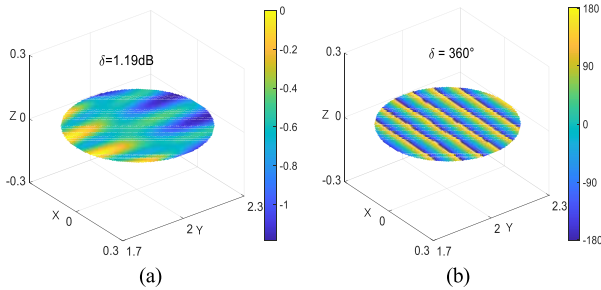 δ=1.19dB
0.3
Z 0
-0.3
X 0
0.3 1.7
2 Y
2.3
0
-0.2
-0.4
-0.6
-0.8
-1
(a)
δ = 360°
0.3
Z 0
-0.3
X 0
0.3 1.7
2 Y
2.3
180
90
0
-90
-180
(b)